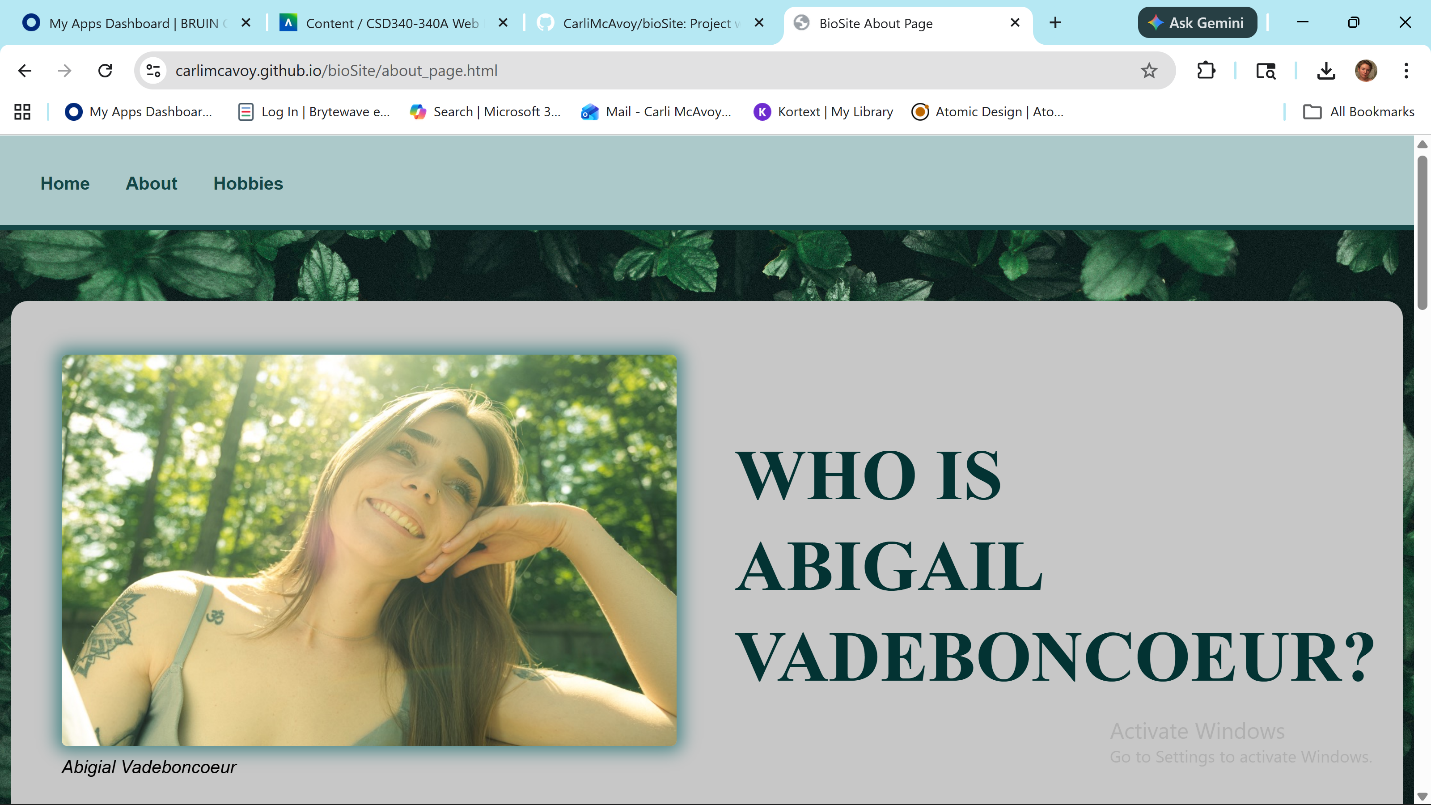 My Apps Dashboard | BRUIN
Content / CSD340-340A Web
CarliMcAvoy/bioSite: Project w
BioSite About Page
Ask Gemini
carlimcavoy.github.io/bioSite/about_page.html
My Apps Dashboar...
Log In | Brytewave e...
Search | Microsoft 3...
Mail - Carli McAvoy...
K
Kortext | My Library
Atomic Design | Ato...
All Bookmarks
Home
About
Hobbies
WHO IS
ABIGAIL
VADEBONCOEUR?
Abigial Vadeboncoeur
Activate Windows
Go to Settings to activate Windows.